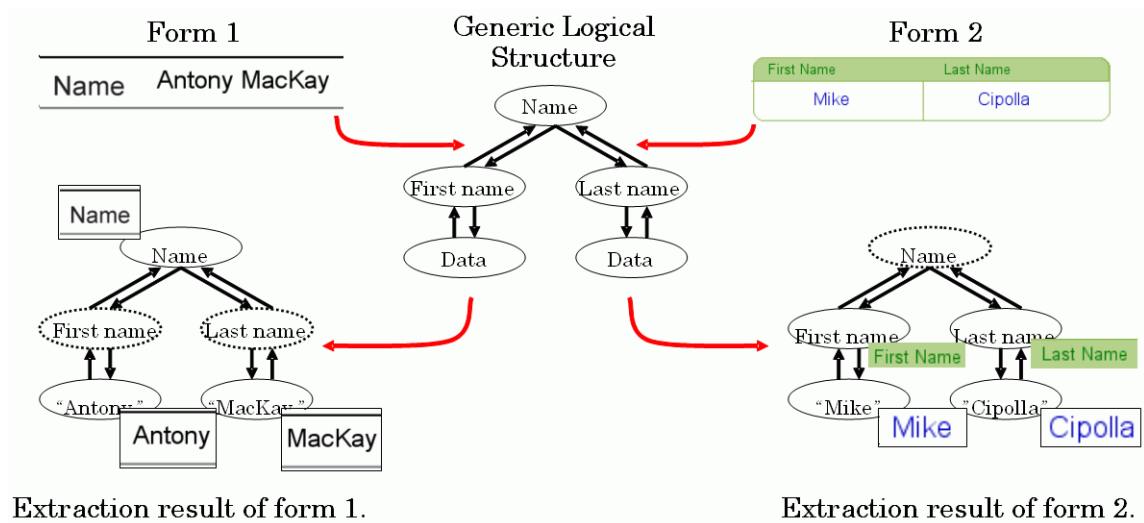 Form 1
Name Antony MacKay
Generic Logical
Structure
Name
First name Last name
Data Data
Form 2
First Name Last Name
Mike Cipolla
Name
Name
First name Last name
“Antony ” “MacKay ”
Antony MacKay
Extraction result of form 1.
Name
First name Last name
First Name Last Name
“Mike” ”Cipolla”
Mike Cipolla
Extraction result of form 2.